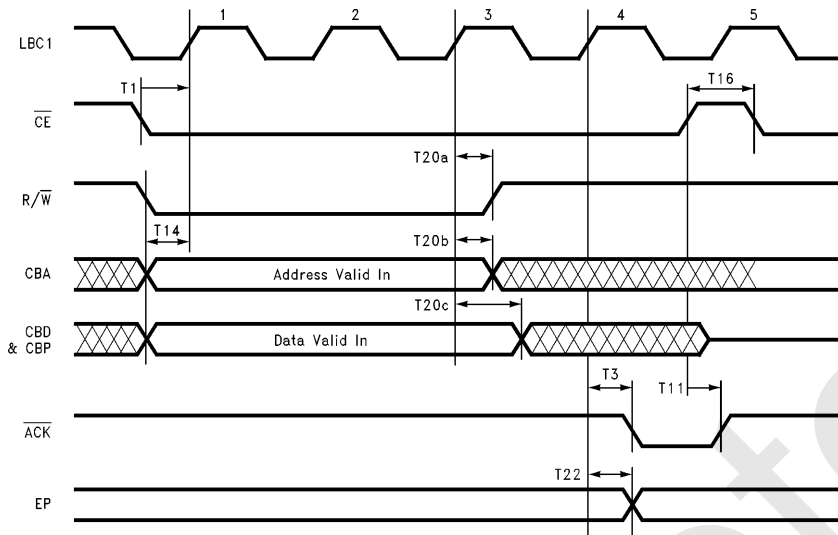 1 2 3 4 5
LBC1
T1 T16
CE
T20a
R/W
T14
T20b
CBA Address Valid In
T20c
CBD
& CBP Data Valid In
T3 T11
ACK
T22
EP